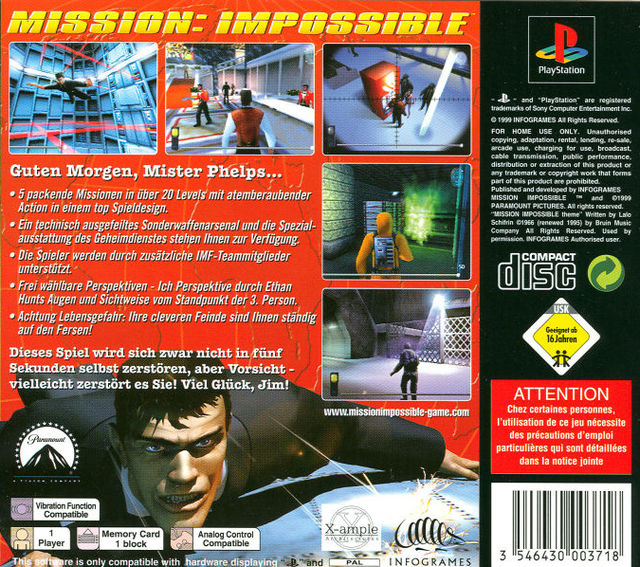 MISSION: IMPOSSIBLE
Guten Morgen, Mister Phelps...
• 5 packende Missionen in über 20 Levels mit atemberaubender
Action in einem top Spieldesign.
• Ein technisch ausgefeiltes Sonderwaffenarsenal und die Spezial-
ausstattung des Geheimdienstes stehen Ihnen zur Verfügung.
• Die Spieler werden durch zusätzliche IMF-Teammitglieder
unterstützt.
• Frei wählbare Perspektiven - Ich Perspektive durch Ethan
Hunts Augen und Sichtweise vom Standpunkt der 3. Person.
• Achtung Lebensgefahr: Ihre cleveren Feinde sind Ihnen ständig
auf den Fersen!
Dieses Spiel wird sich zwar nicht in fünf
Sekunden selbst zerstören, aber Vorsicht -
vielleicht zerstört es Sie! Viel Glück, Jim!
www.missionimpossible-game.com
Paramount
Vibration Function
Compatible
1
Player
Memory Card
1 block
Analog Control
Compatible
X-ample
INFOGRAMES
This software is only compatible with hardware displaying "PS" and PAL
PlayStation
"PS" and "PlayStation" are registered
trademarks of Sony Computer Entertainment Inc.
© 1999 INFOGRAMES All Rights Reserved.
FOR HOME USE ONLY. Unauthorised
copying, adaptation, rental, lending, re-sale,
arcade use, charging for use, broadcast,
cable transmission, public performance,
distribution or extraction of this product or
any trademark or copyright work that forms
part of this product are prohibited.
Published and developed by INFOGRAMES
MISSION IMPOSSIBLE ™ and ©1999
PARAMOUNT PICTURES. All rights reserved.
"MISSION IMPOSSIBLE theme" Written by Lalo
Schifrin ©1966 (renewed 1995) by Bruin Music
Company All Rights Reserved. Used by
permission. INFOGRAMES Authorised user.
COMPACT
disc
USK
Geeignet ab
16 Jahren
ATTENTION
Chez certaines personnes,
l'utilisation de ce jeu nécessite
des précautions d'emploi
particulières qui sont détaillées
dans la notice jointe
3 546430 003718